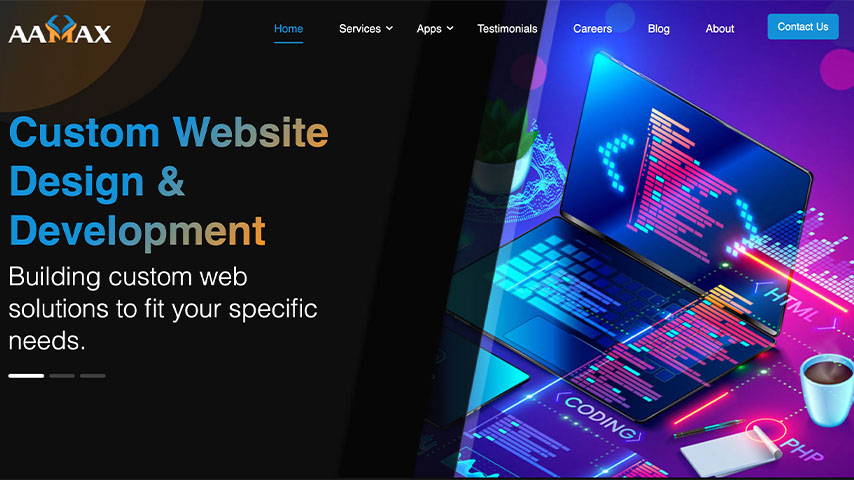 AAMAX
Home
Services
Apps
Testimonials
Careers
Blog
About
Contact Us
Custom Website
Design &
Development
Building custom web
solutions to fit your specific
needs.
HTML
CODING
PHP